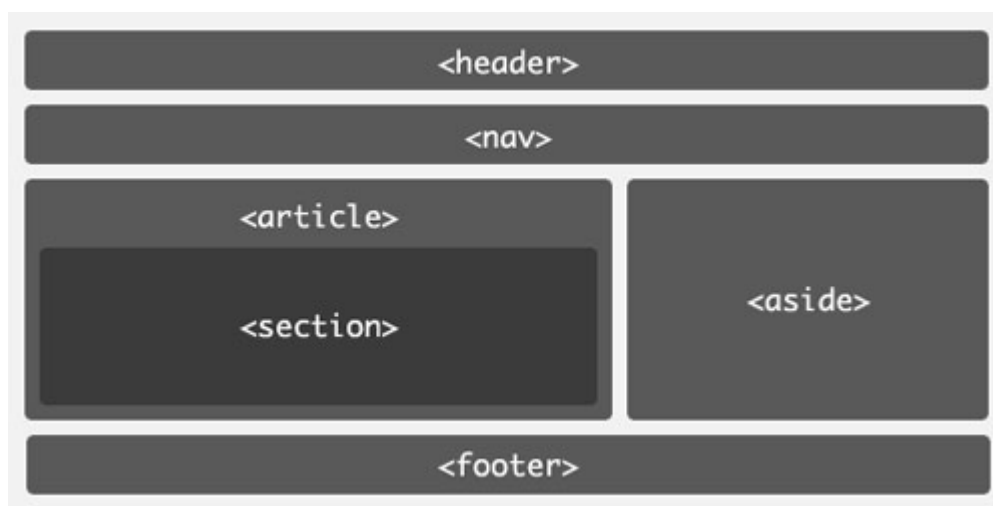 <header>
<nav>
<article>
<section>
<aside>
<footer>